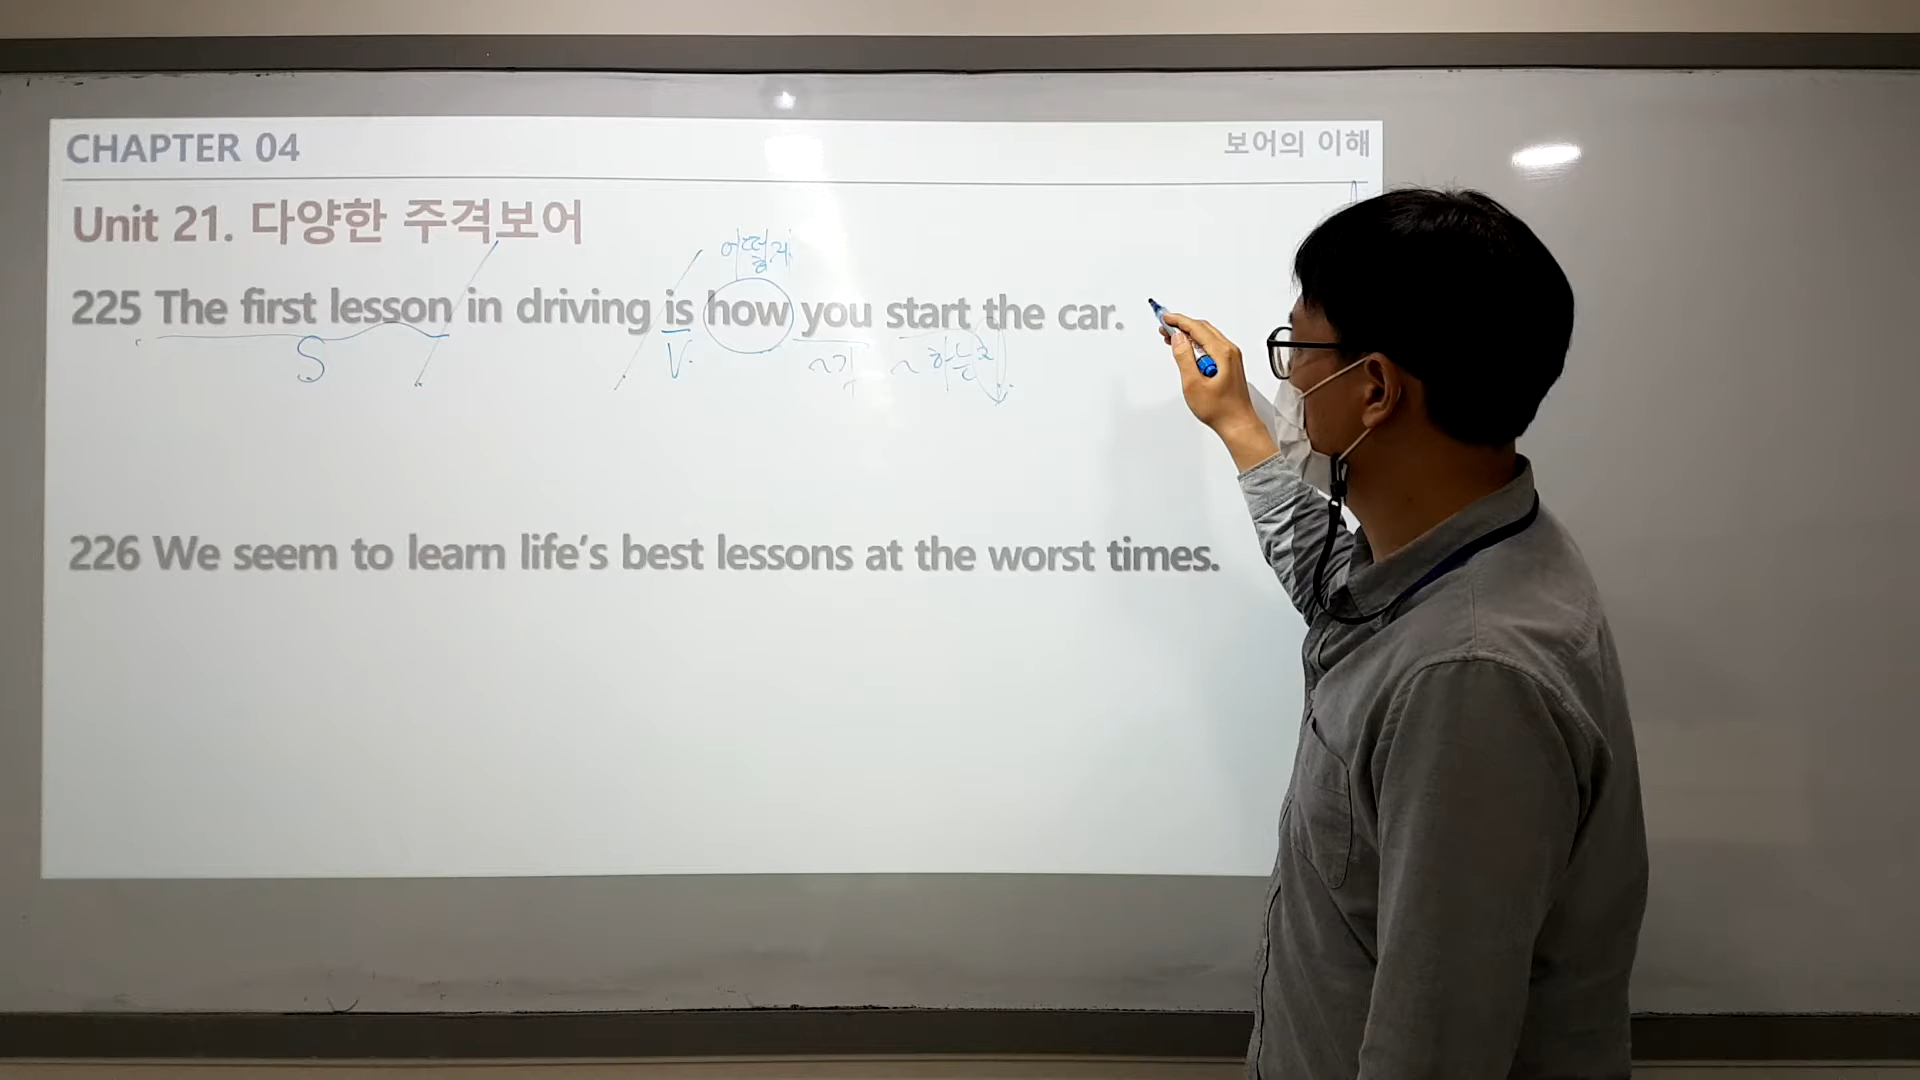 CHAPTER 04 보어의 이해
Unit 21. 다양한 주격보어
어떻게
225 The first lesson in driving is how you start the car.
S V. ~가 ~하는지
226 We seem to learn life's best lessons at the worst times.